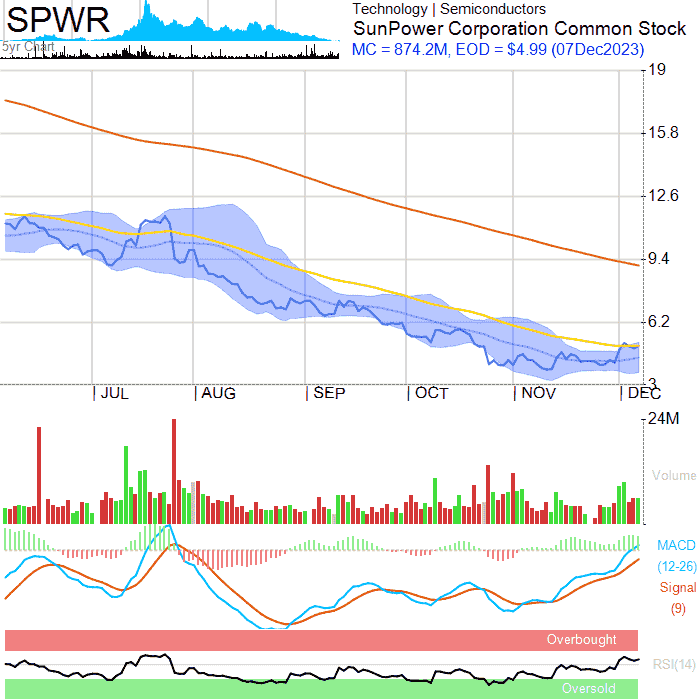 SPWR
5yr Chart
Technology | Semiconductors
SunPower Corporation Common Stock
MC = 874.2M, EOD = $4.99 (07Dec2023)
19
15.8
12.6
9.4
6.2
3
JUL AUG SEP OCT NOV DEC
24M
Volume
MACD
(12-26)
Signal
(9)
Overbought
RSI(14)
Oversold